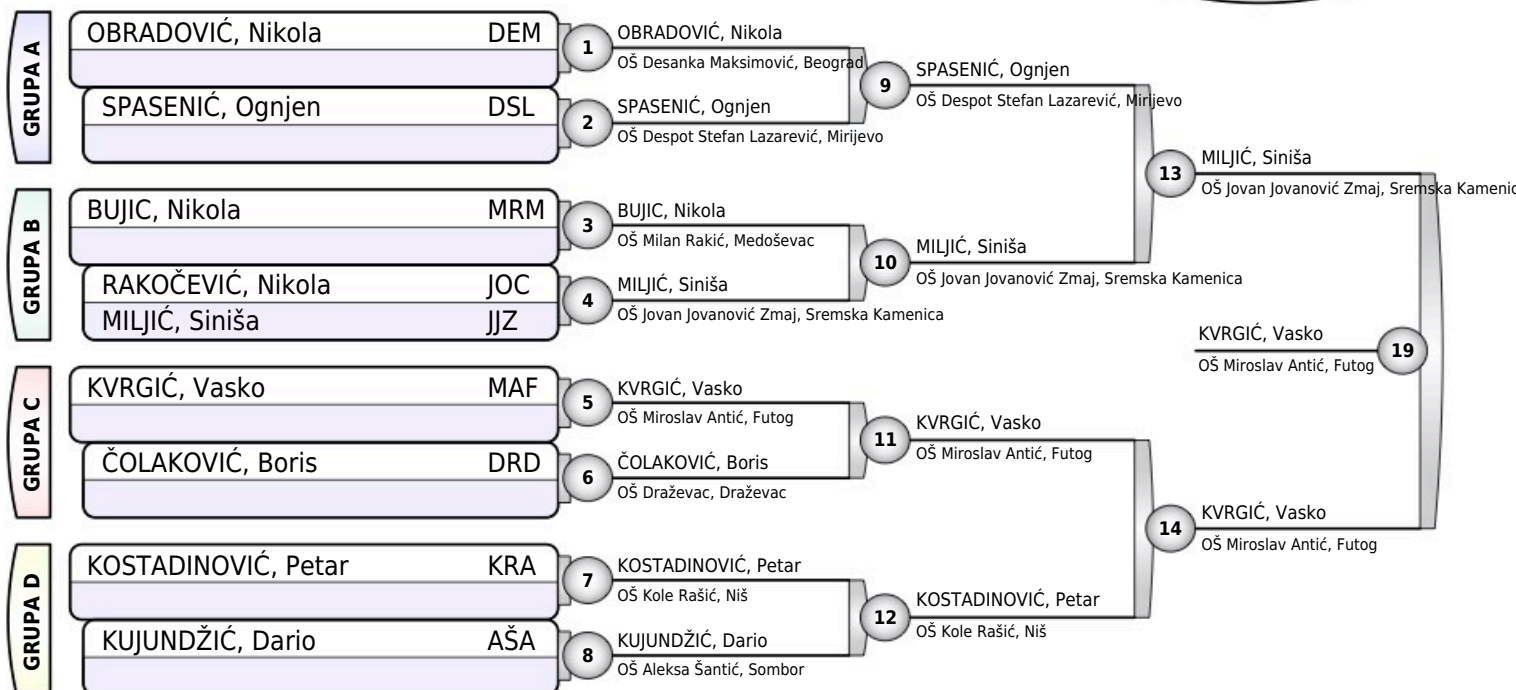 GRUPA A
OBRADOVIĆ, Nikola DEM
SPASENIĆ, Ognjen DSL
GRUPA B
BUJIC, Nikola MRM
RAKOČEVIĆ, Nikola JOC
MILJIĆ, Siniša JJZ
GRUPA C
KVRGIĆ, Vasko MAF
ČOLAKOVIĆ, Boris DRD
GRUPA D
KOSTADINOVIĆ, Petar KRA
KUJUNDŽIĆ, Dario AŠA
1
OBRADOVIĆ, Nikola
OŠ Desanka Maksimović, Beograd
2
SPASENIĆ, Ognjen
OŠ Despot Stefan Lazarević, Mirijevo
3
BUJIC, Nikola
OŠ Milan Rakić, Medoševac
4
MILJIĆ, Siniša
OŠ Jovan Jovanović Zmaj, Sremska Kamenica
5
KVRGIĆ, Vasko
OŠ Miroslav Antić, Futog
6
ČOLAKOVIĆ, Boris
OŠ Draževac, Draževac
7
KOSTADINOVIĆ, Petar
OŠ Kole Rašić, Niš
8
KUJUNDŽIĆ, Dario
OŠ Aleksa Šantić, Sombor
9
SPASENIĆ, Ognjen
OŠ Despot Stefan Lazarević, Mirijevo
10
MILJIĆ, Siniša
OŠ Jovan Jovanović Zmaj, Sremska Kamenica
11
KVRGIĆ, Vasko
OŠ Miroslav Antić, Futog
12
KOSTADINOVIĆ, Petar
OŠ Kole Rašić, Niš
13
MILJIĆ, Siniša
OŠ Jovan Jovanović Zmaj, Sremska Kamenic
14
KVRGIĆ, Vasko
OŠ Miroslav Antić, Futog
KVRGIĆ, Vasko
OŠ Miroslav Antić, Futog
19